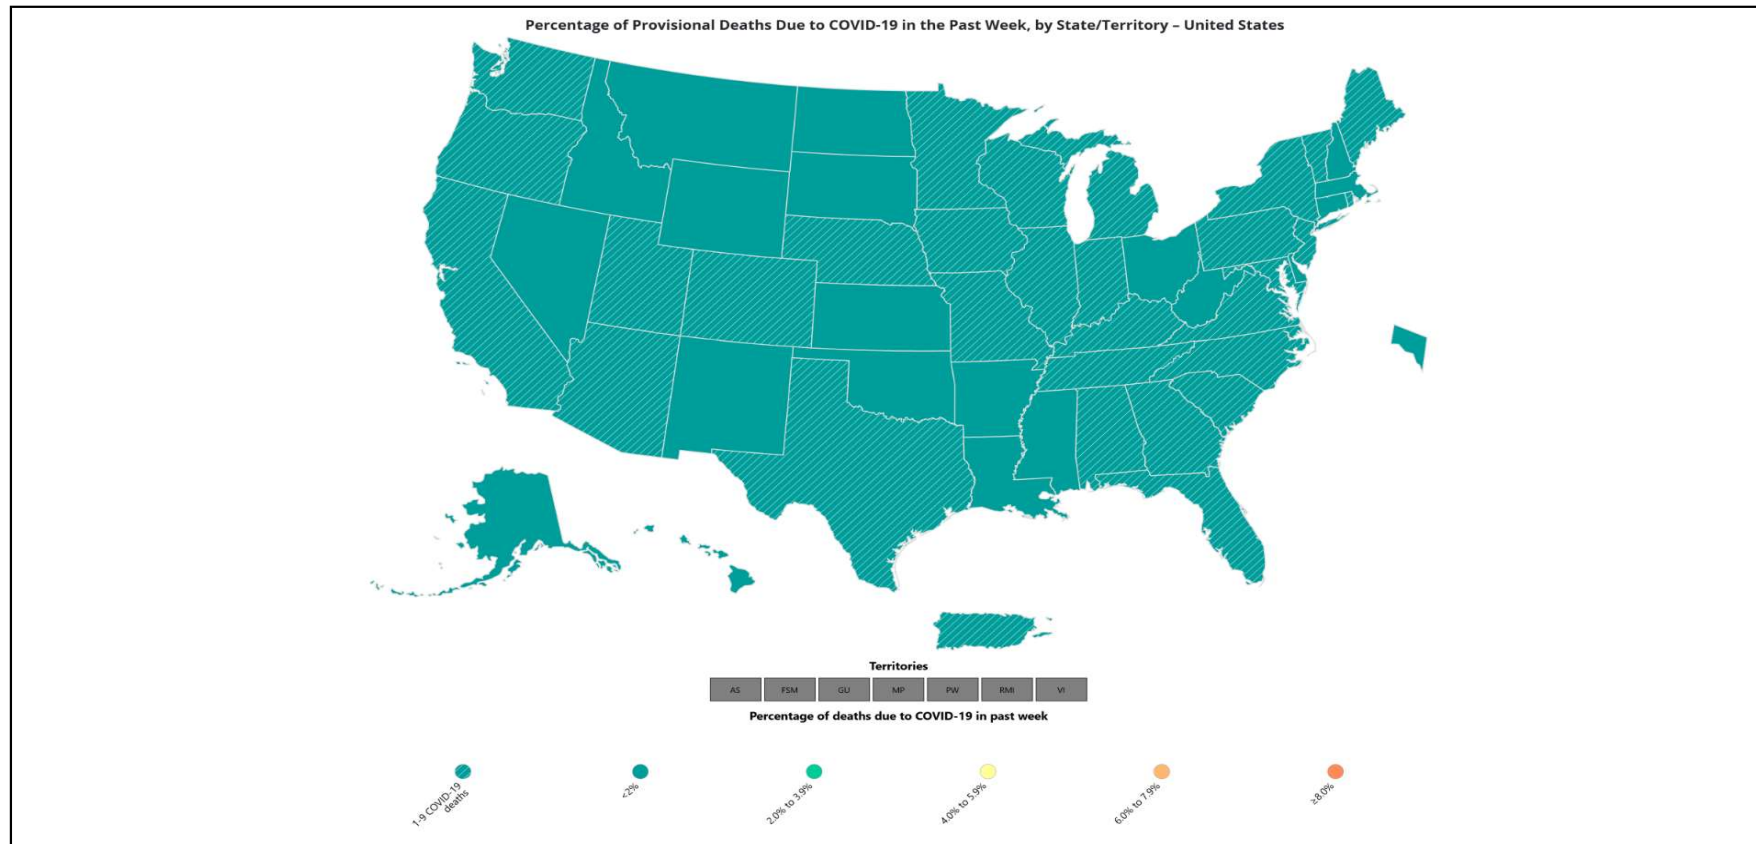 Percentage of Provisional Deaths Due to COVID-19 in the Past Week, by State/Territory – United States
Territories
AS FSM GU MP PW RMI VI
Percentage of deaths due to COVID-19 in past week
1-9 COVID-19
deaths
<2%
2.0% to 3.9%
4.0% to 5.9%
6.0% to 7.9%
≥8.0%